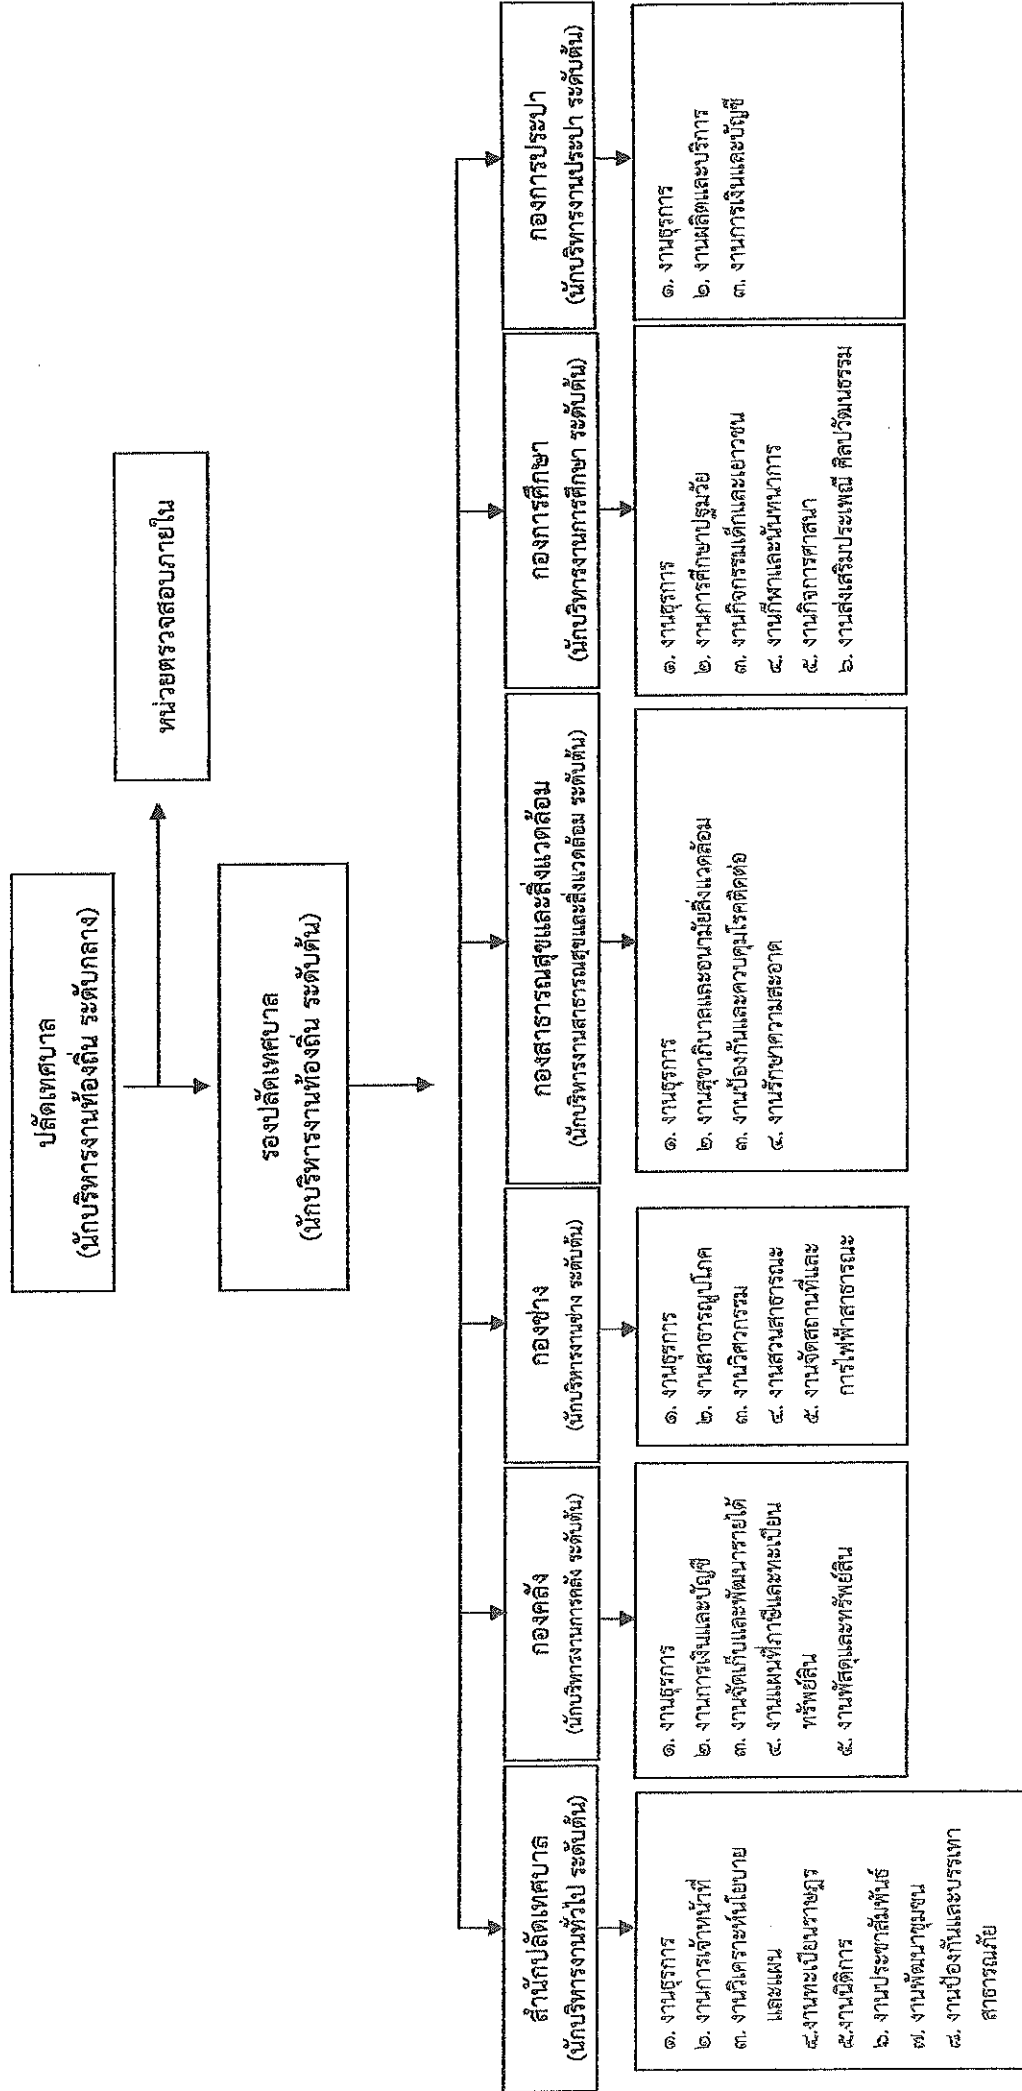 ปลัดเทศบาล
(นักบริหารงานท้องถิ่น ระดับกลาง)
หน่วยตรวจสอบภายใน
รองปลัดเทศบาล
(นักบริหารงานท้องถิ่น ระดับต้น)
สำนักปลัดเทศบาล
(นักบริหารงานทั่วไป ระดับต้น)
๑. งานธุรการ
๒. งานการเจ้าหน้าที่
๓. งานวิเคราะห์นโยบาย
และแผน
๔.งานทะเบียนราษฎร
๕.งานนิติการ
๖. งานประชาสัมพันธ์
๗. งานพัฒนาชุมชน
๘. งานป้องกันและบรรเทา
สาธารณภัย
กองคลัง
(นักบริหารงานการคลัง ระดับต้น)
๑. งานธุรการ
๒. งานการเงินและบัญชี
๓. งานจัดเก็บและพัฒนารายได้
๔. งานแผนที่ภาษีและทะเบียน
ทรัพย์สิน
๕. งานพัสดุและทรัพย์สิน
กองช่าง
(นักบริหารงานช่าง ระดับต้น)
๑. งานธุรการ
๒. งานสาธารณูปโภค
๓. งานวิศวกรรม
๔. งานสวนสาธารณะ
๕. งานจัดสถานที่และ
การไฟฟ้าสาธารณะ
กองสาธารณสุขและสิ่งแวดล้อม
(นักบริหารงานสาธารณสุขและสิ่งแวดล้อม ระดับต้น)
๑. งานธุรการ
๒. งานสุขาภิบาลและอนามัยสิ่งแวดล้อม
๓. งานป้องกันและควบคุมโรคติดต่อ
๔. งานรักษาความสะอาด
กองการศึกษา
(นักบริหารงานการศึกษา ระดับต้น)
๑. งานธุรการ
๒. งานการศึกษาปฐมวัย
๓. งานกิจกรรมเด็กและเยาวชน
๔. งานกีฬาและนันทนาการ
๕. งานกิจการศาสนา
๖. งานส่งเสริมประเพณี ศิลปวัฒนธรรม
กองการประปา
(นักบริหารงานประปา ระดับต้น)
๑. งานธุรการ
๒. งานผลิตและบริการ
๓. งานการเงินและบัญชี